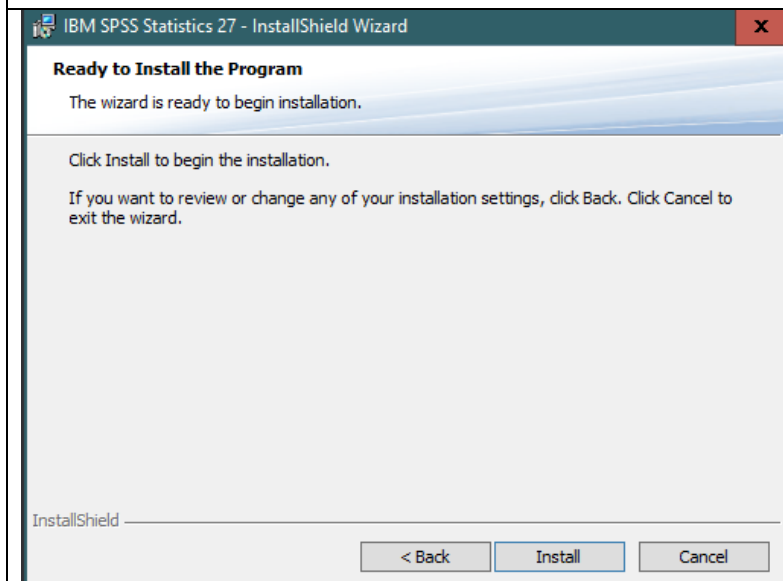 IBM SPSS Statistics 27 - InstallShield Wizard
x
Ready to Install the Program
The wizard is ready to begin installation.
Click Install to begin the installation.
If you want to review or change any of your installation settings, click Back. Click Cancel to
exit the wizard.
InstallShield
< Back Install Cancel